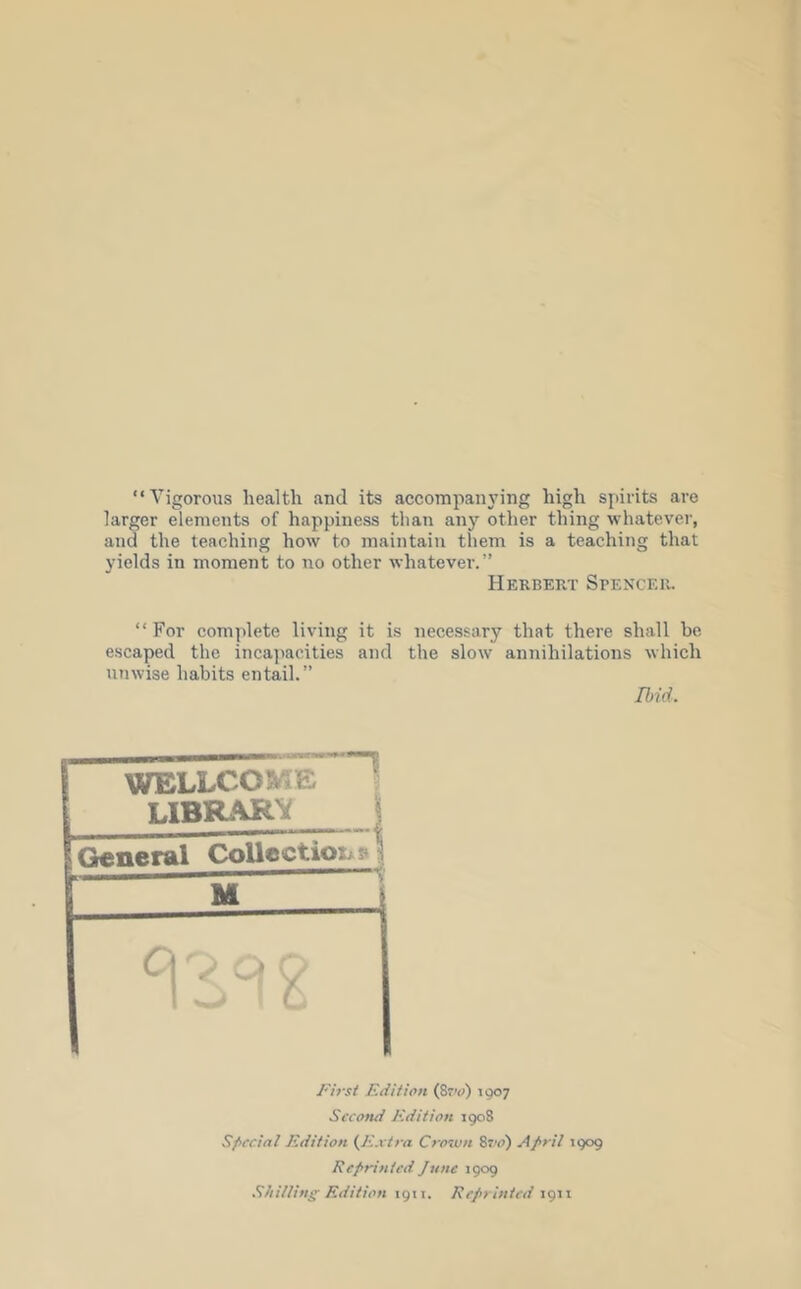 "Vigorous health and its accompanying high spirits are
larger elements of happiness than any other thing whatever,
and the teaching how to maintain them is a teaching that
yields in moment to no other whatever."
HERBERT SPENCER.
"For complete living it is necessary that there shall be
escaped the incapacities and the slow annihilations which
unwise habits entail."
Ibid.
WELLCOME
LIBRARY
General Collections
M
9398
First Edition (8vo) 1907
Second Edition 1908
Special Edition (Extra Crown 8vo) April 1909
Reprinted June 1909
Shilling Edition 1911. Reprinted 1911